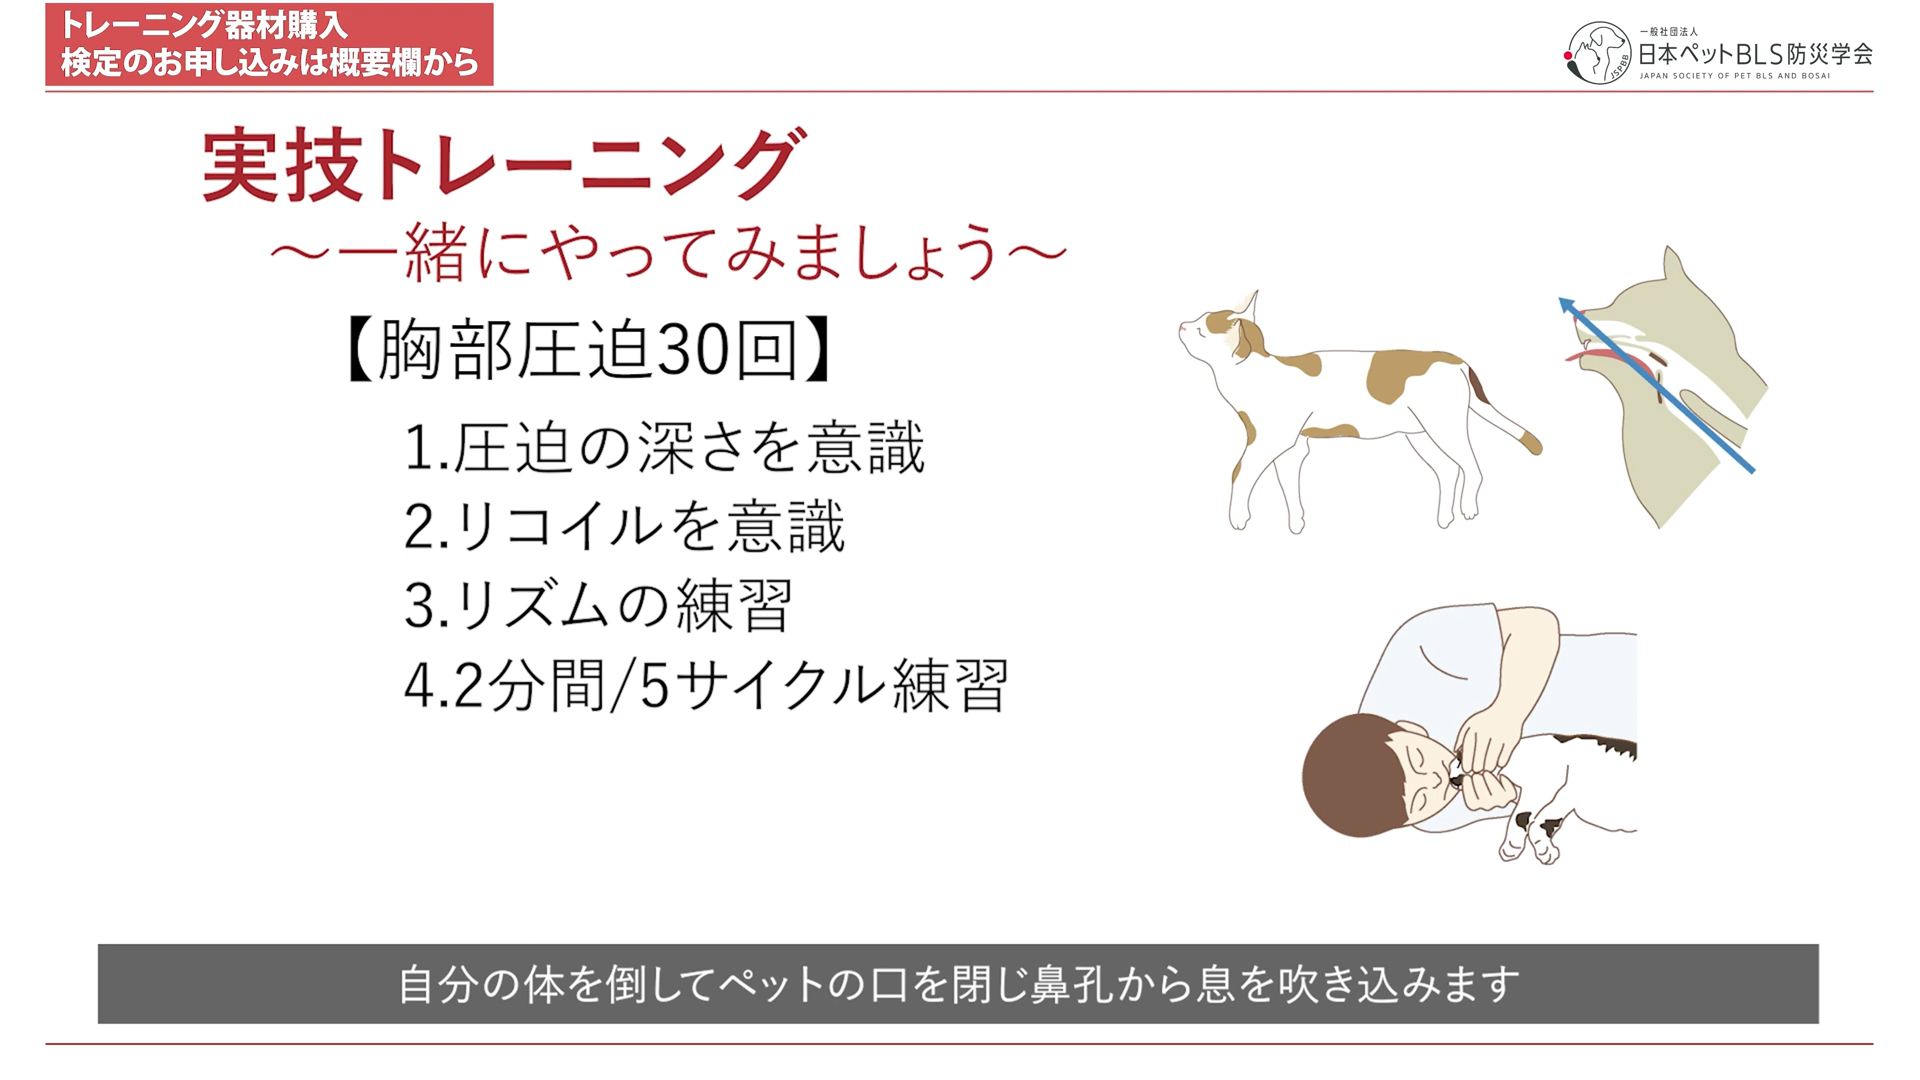 トレーニング器材購入
検定のお申し込みは概要欄から
一般社団法人
日本ペットBLS防災学会
JAPAN SOCIETY OF PET BLS AND BOSAI
JSPBB
実技トレーニング
～一緒にやってみましょう～
【胸部圧迫30回】
1.圧迫の深さを意識
2.リコイルを意識
3.リズムの練習
4.2分間/5サイクル練習
自分の体を倒してペットの口を閉じ鼻孔から息を吹き込みます